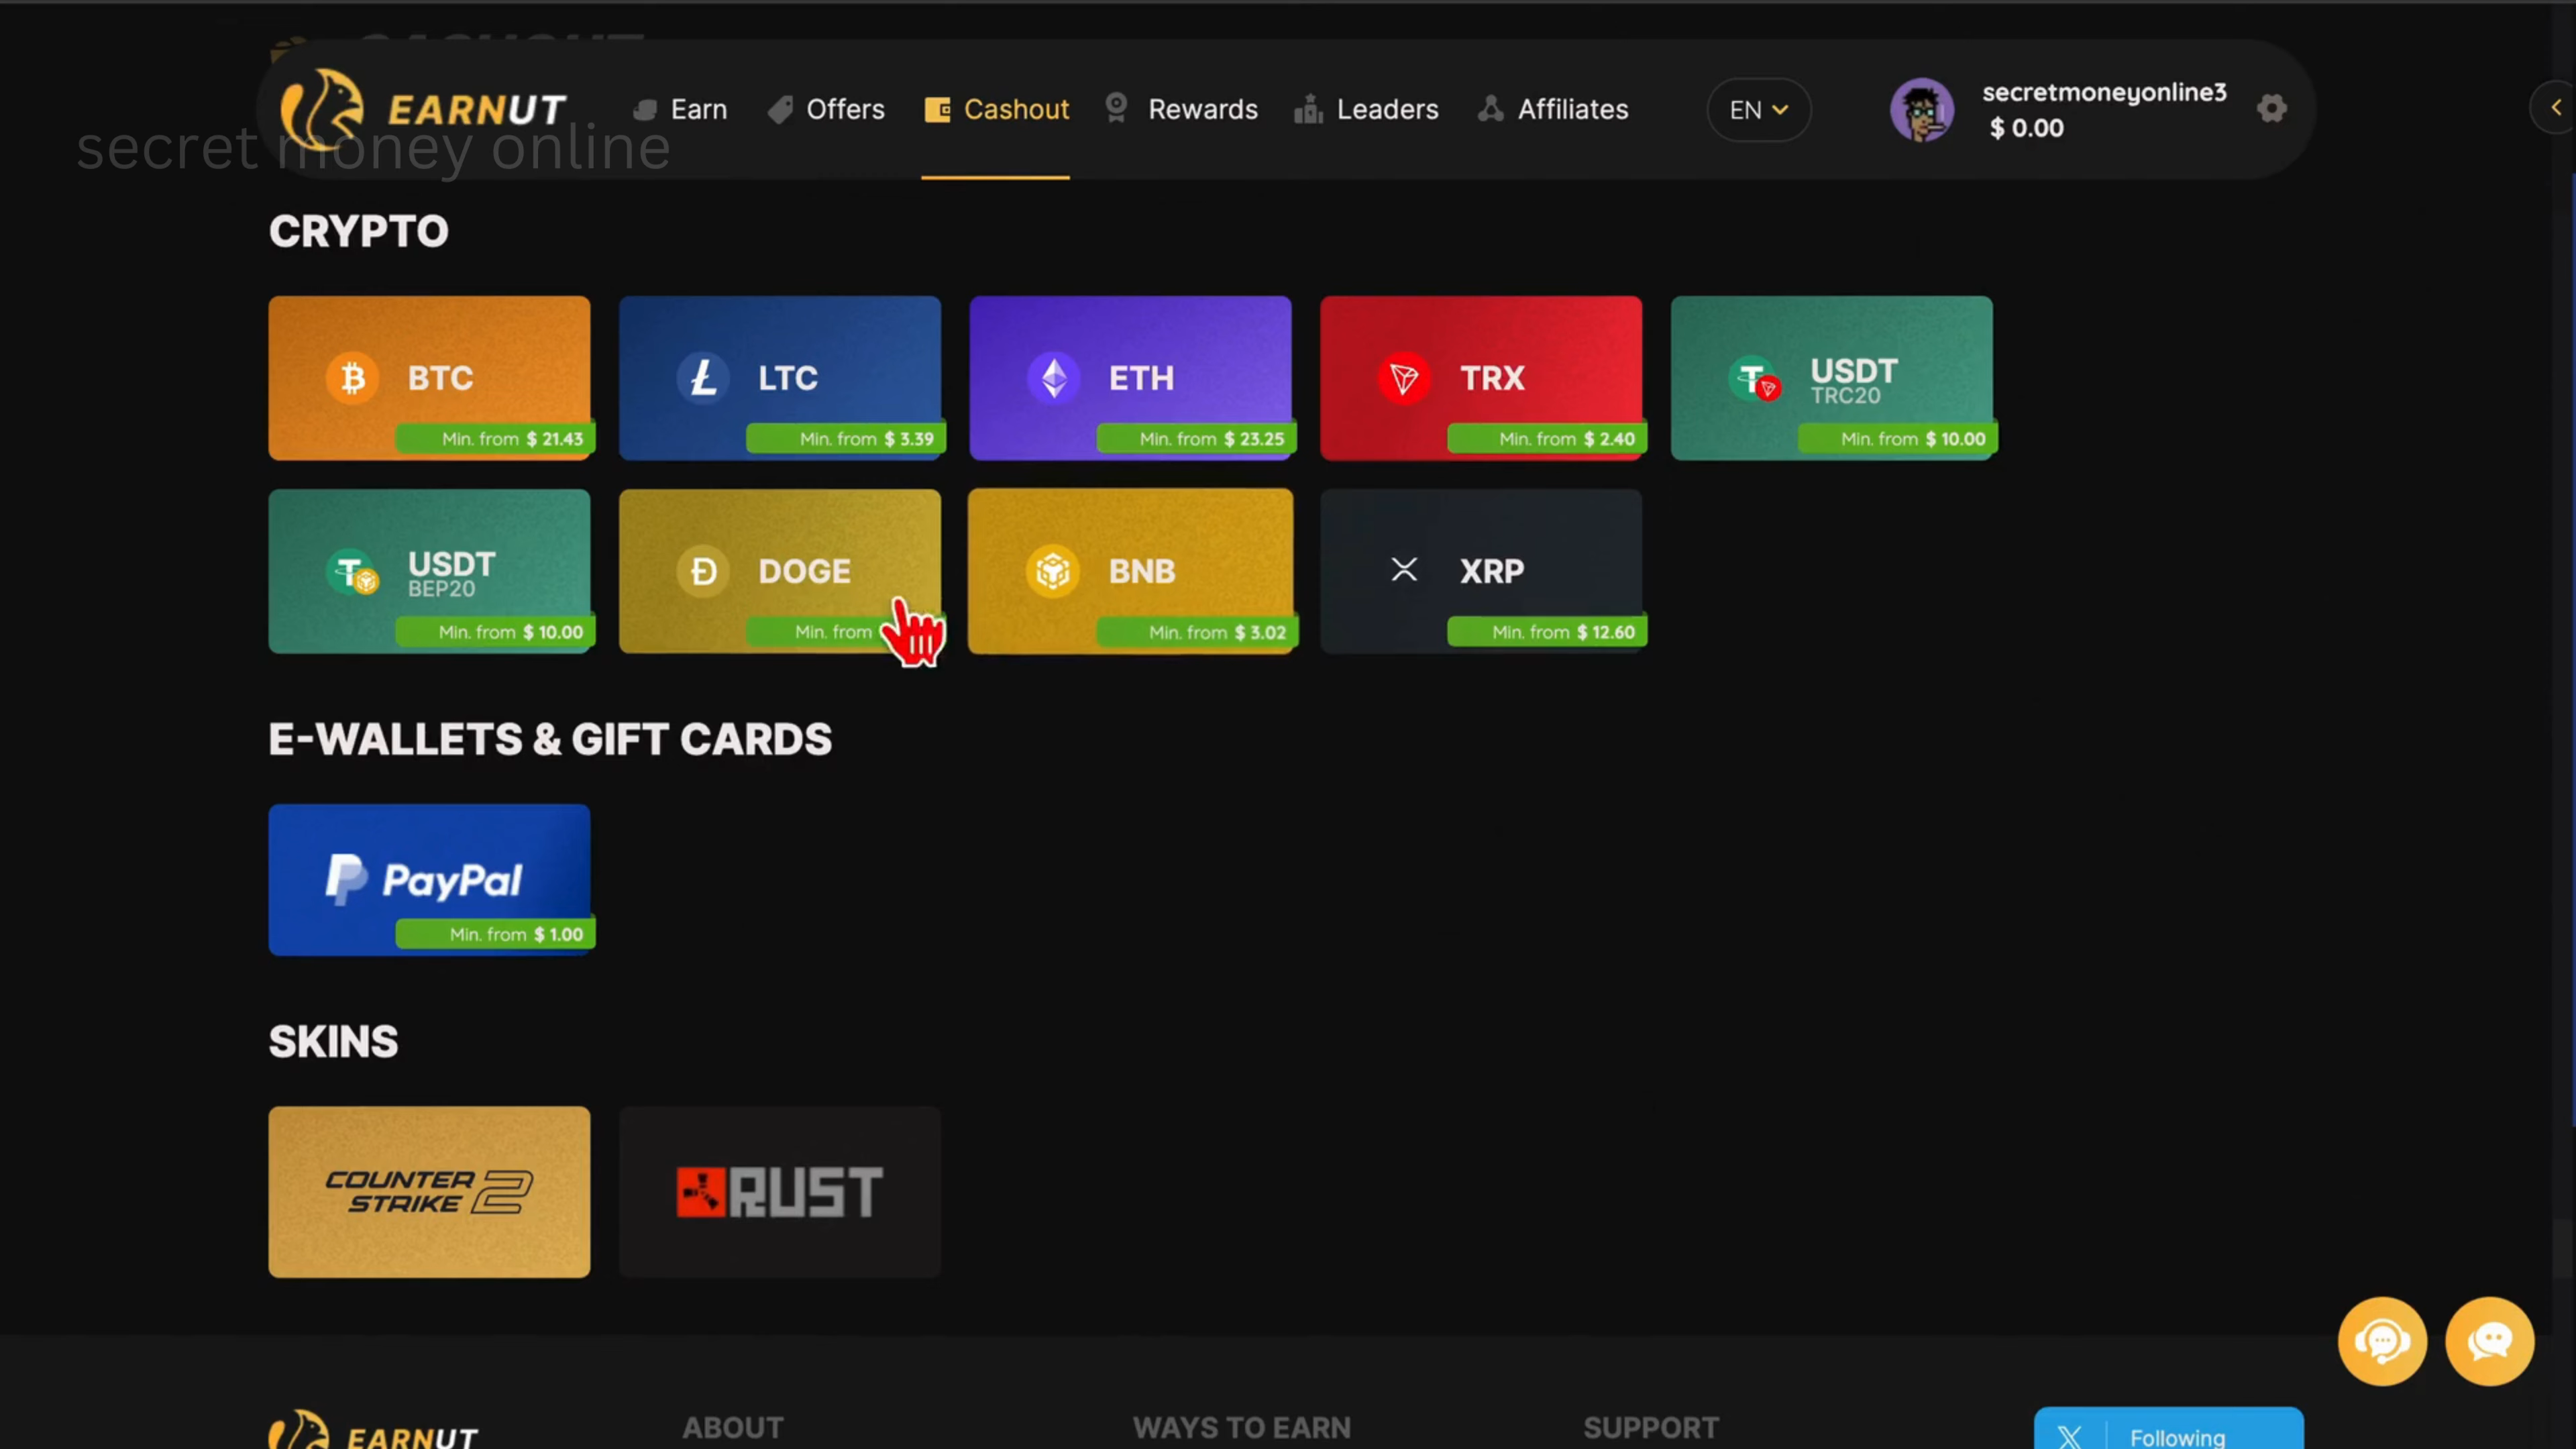 EARNUT
Earn
Offers
Cashout
Rewards
Leaders
Affiliates
EN
secretmoneyonline3
$ 0.00
secret money online
CRYPTO
BTC
Min. from $ 21.43
LTC
Min. from $ 3.39
ETH
Min. from $ 23.25
TRX
Min. from $ 2.40
USDT
TRC20
Min. from $ 10.00
USDT
BEP20
Min. from $ 10.00
DOGE
Min. from
BNB
Min. from $ 3.02
XRP
Min. from $ 12.60
E-WALLETS & GIFT CARDS
PayPal
Min. from $ 1.00
SKINS
COUNTER
STRIKE 2
RUST
EARNUT
ABOUT
WAYS TO EARN
SUPPORT
Following